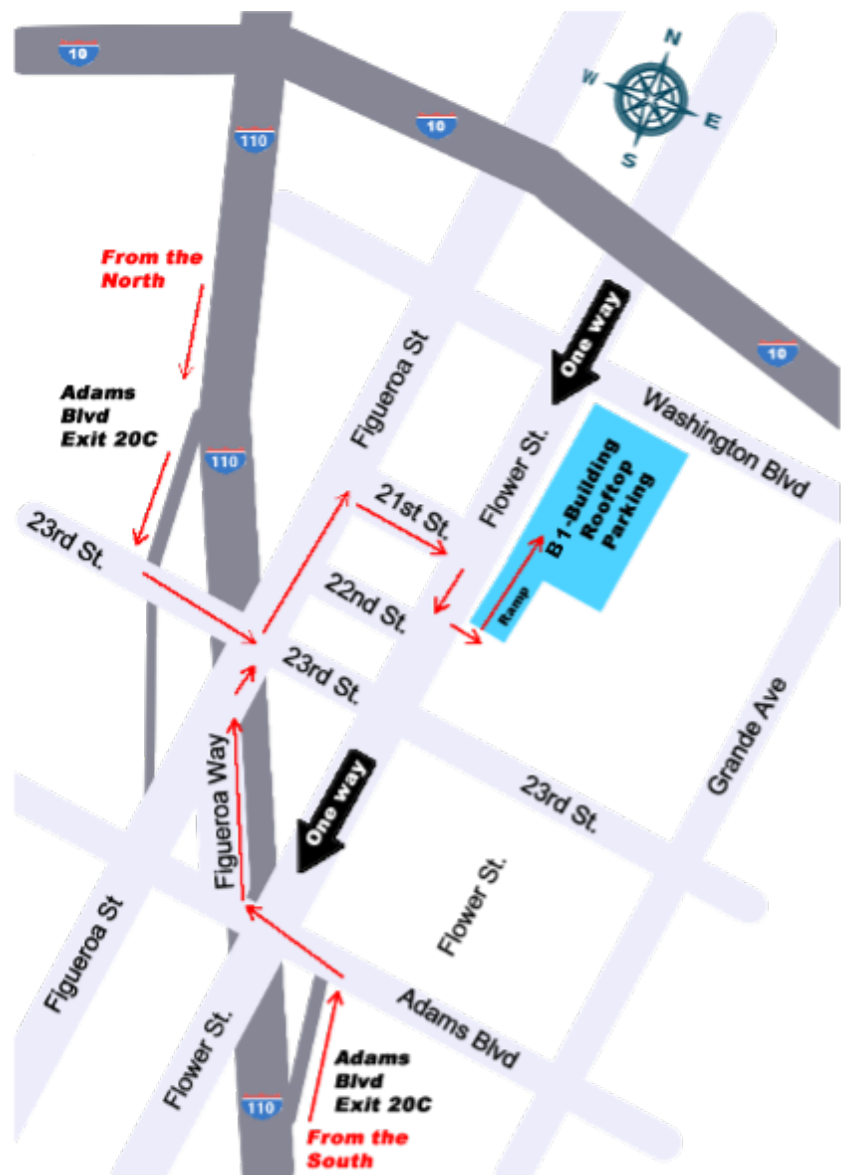 N
W
E
S
10
10
110
From the
North
One way
10
Adams
Blvd
Exit 20C
Figueroa St
Washington Blvd
Flower St.
B1-Building
Rooftop
Parking
110
21st St.
23rd St.
22nd St.
Ramp
23rd St.
Grande Ave
Figueroa Way
One way
23rd St.
Flower St.
Figueroa St
Adams Blvd
Flower St.
Adams
Blvd
Exit 20C
110
From the
South